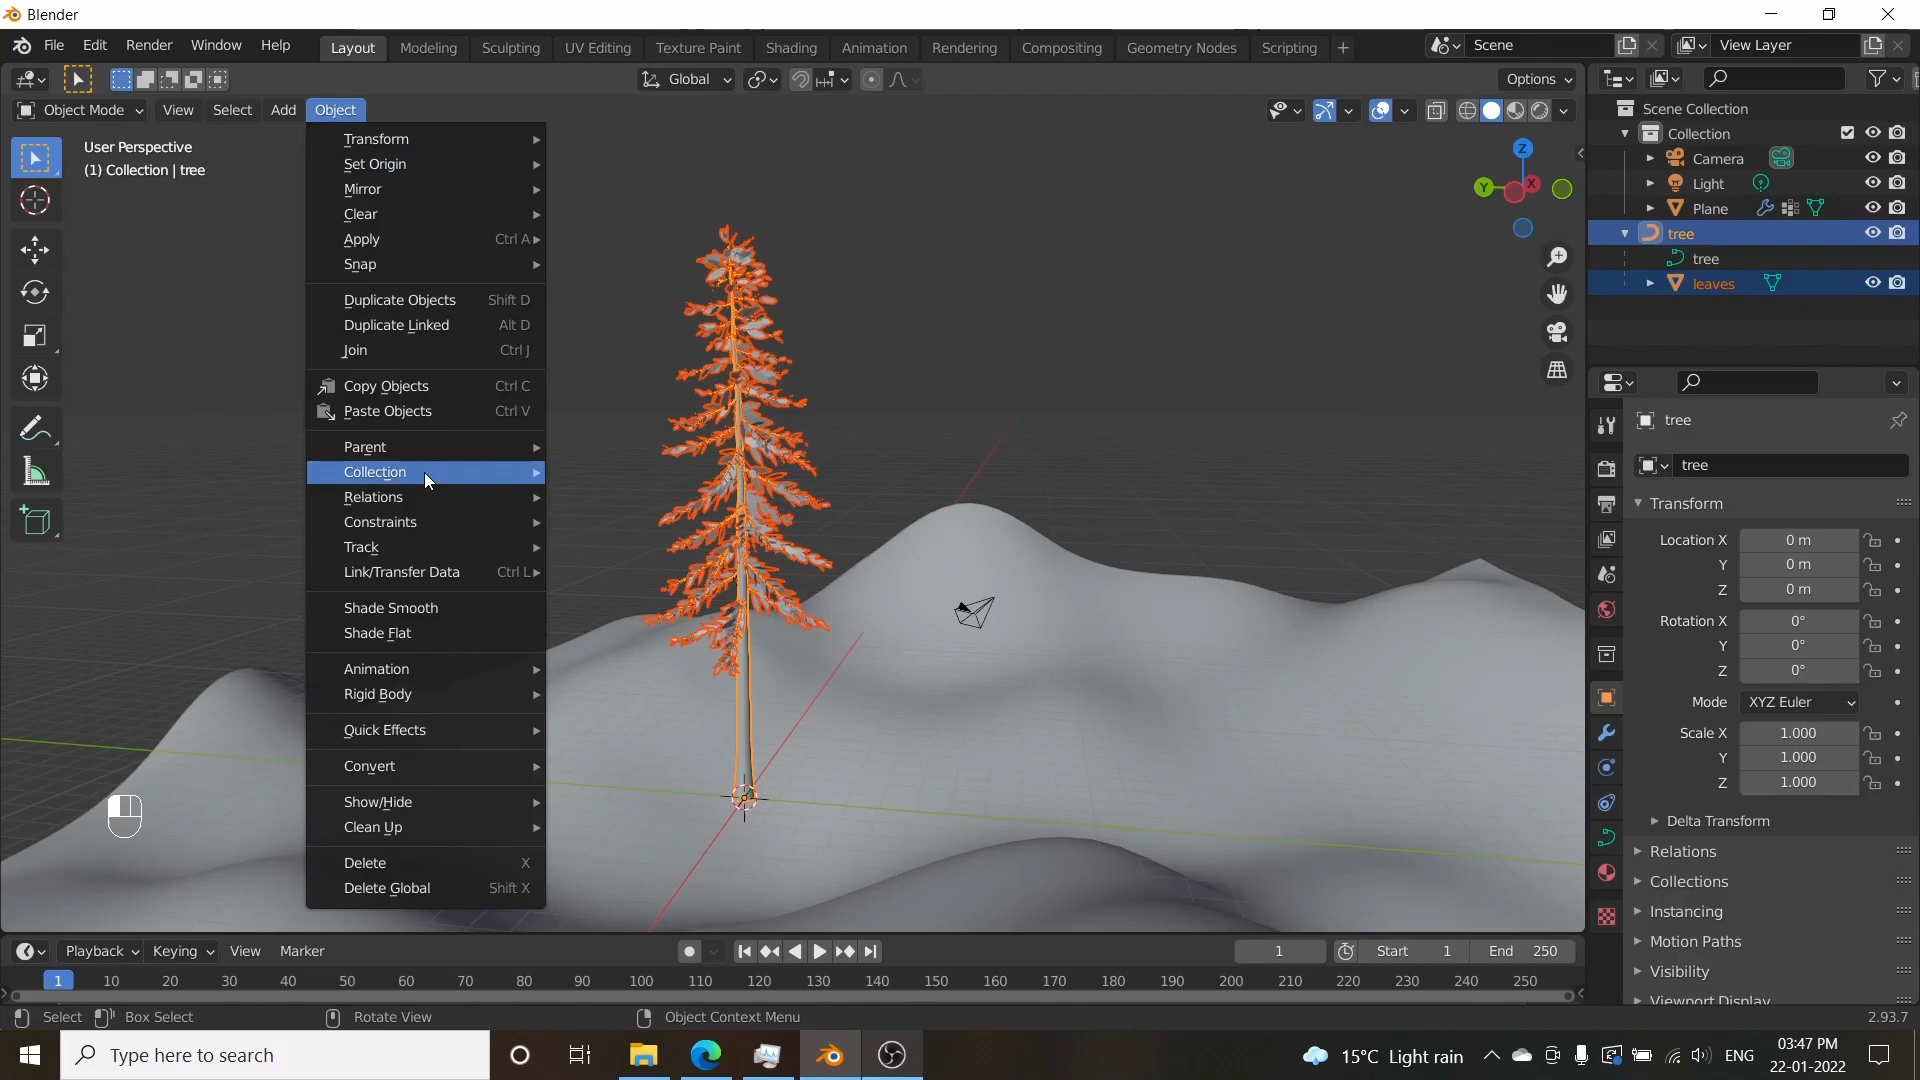 Blender
File Edit Render Window Help
Layout Modeling Sculpting UV Editing Texture Paint Shading Animation Rendering Compositing Geometry Nodes Scripting +
Scene
View Layer
Global
Options
Object Mode View Select Add Object
User Perspective
(1) Collection | tree
Transform
Set Origin
Mirror
Clear
Apply Ctrl A
Snap
Duplicate Objects Shift D
Duplicate Linked Alt D
Join Ctrl J
Copy Objects Ctrl C
Paste Objects Ctrl V
Parent
Collection
Relations
Constraints
Track
Link/Transfer Data Ctrl L
Shade Smooth
Shade Flat
Animation
Rigid Body
Quick Effects
Convert
Show/Hide
Clean Up
Delete X
Delete Global Shift X
Z
Y
X
Scene Collection
Collection
Camera
Light
Plane
tree
tree
leaves
tree
tree
Transform
Location X 0 m
Y 0 m
Z 0 m
Rotation X 0°
Y 0°
Z 0°
Mode XYZ Euler
Scale X 1.000
Y 1.000
Z 1.000
Delta Transform
Relations
Collections
Instancing
Motion Paths
Visibility
Viewport Display
Playback Keying View Marker
1
Start 1
End 250
1 10 20 30 40 50 60 70 80 90 100 110 120 130 140 150 160 170 180 190 200 210 220 230 240 250
Select Box Select Rotate View Object Context Menu 2.93.7
Type here to search
15°C Light rain
ENG
03:47 PM
22-01-2022